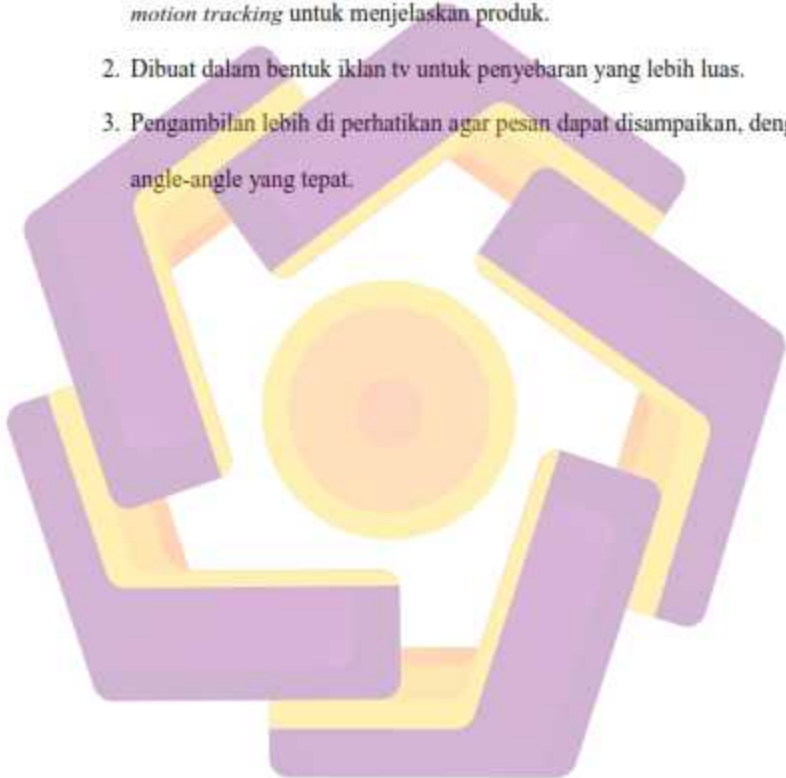 motion tracking untuk menjelaskan produk.
2. Dibuat dalam bentuk iklan tv untuk penyebaran yang lebih luas.
3. Pengambilan lebih di perhatikan agar pesan dapat disampaikan,
angle-angle yang tepat.